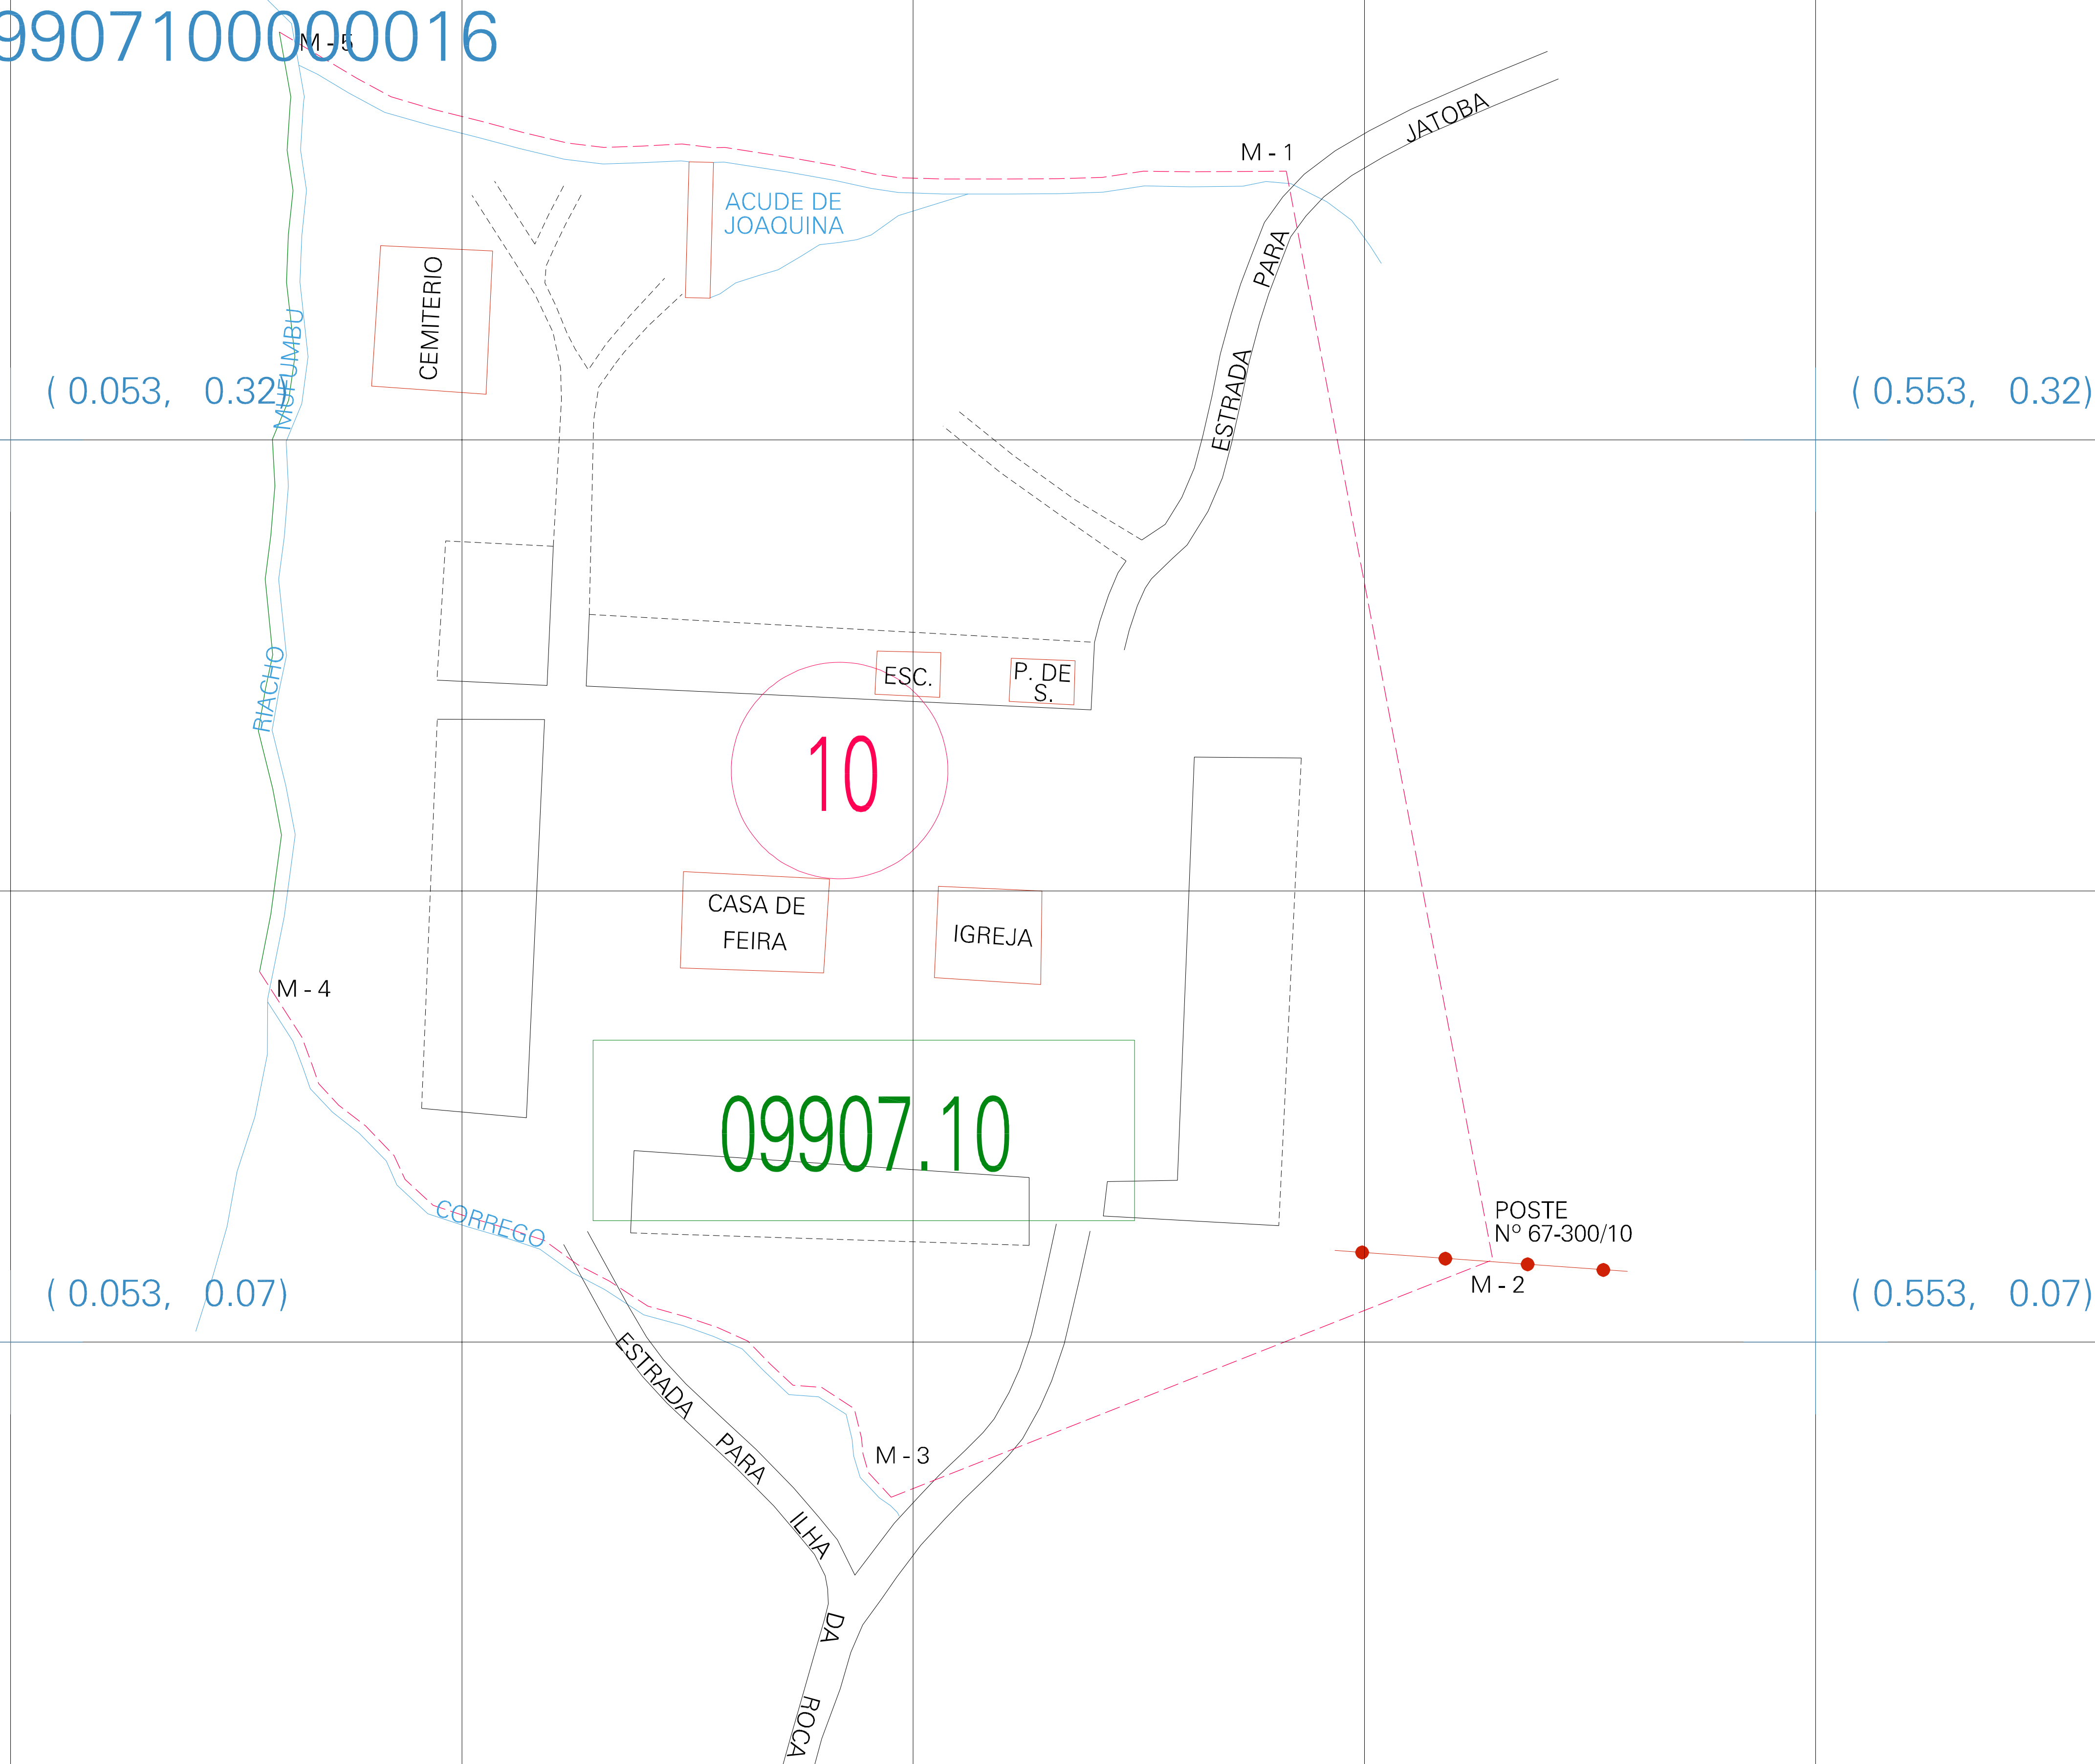 9907100000016
M - 5
JATOBA
M - 1
ACUDE DE
JOAQUINA
PARA
CEMITERIO
MUFUMBU
( 0.053, 0.32)
( 0.553, 0.32)
ESTRADA
RIACHO
ESC.
P. DE
S.
10
CASA DE
FEIRA
IGREJA
M - 4
09907.10
CORREGO
POSTE
Nº 67-300/10
M - 2
( 0.053, 0.07)
( 0.553, 0.07)
ESTRADA
PARA
M - 3
ILHA
DA
ROCA